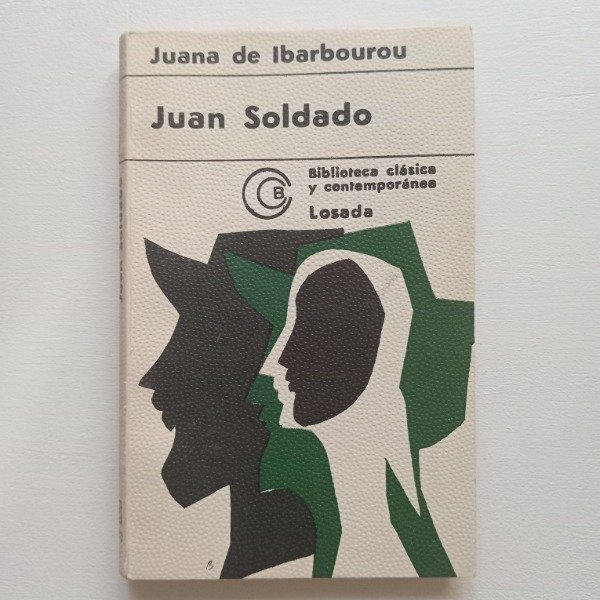 Juana de Ibarbourou
Juan Soldado
B
Biblioteca clásica
y contemporánea
Losada
B